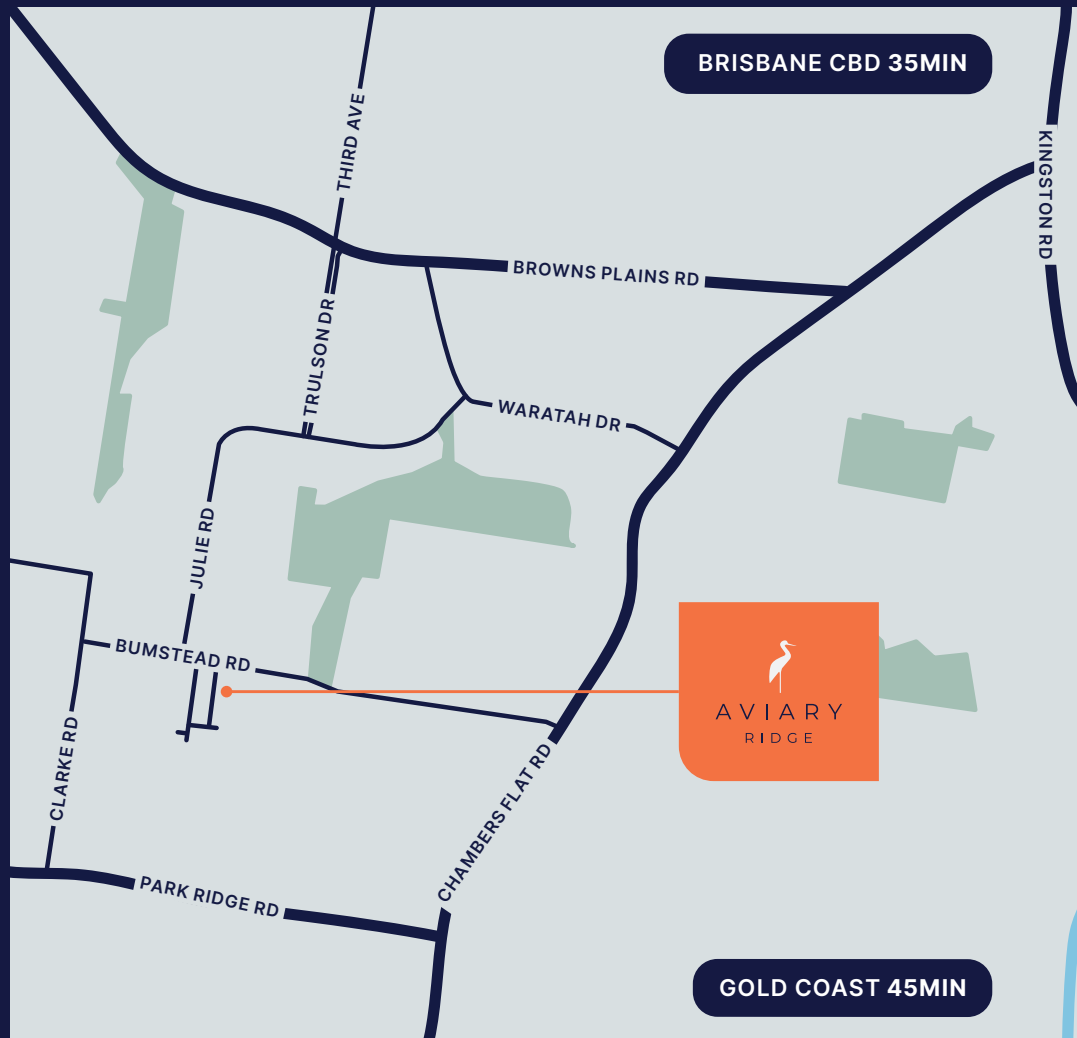 BRISBANE CBD 35MIN
THIRD AVE
KINGSTON RD
BROWNS PLAINS RD
TRULSON DR
WARATAH DR
JULIE RD
BUMSTEAD RD
AVIARY
RIDGE
CLARKE RD
CHAMBERS FLAT RD
PARK RIDGE RD
GOLD COAST 45MIN